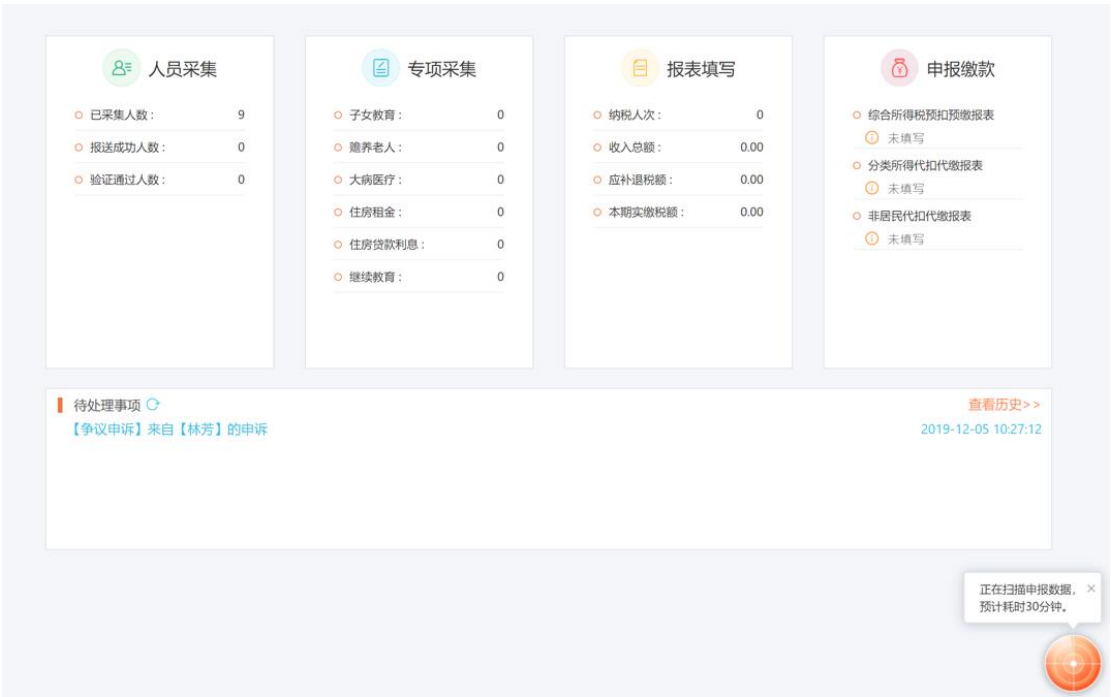 人员采集
已采集人数： 9
报送成功人数： 0
验证通过人数： 0
专项采集
子女教育： 0
赡养老人： 0
大病医疗： 0
住房租金： 0
住房贷款利息： 0
继续教育： 0
报表填写
纳税人次： 0
收入总额： 0.00
应补退税额： 0.00
本期实缴税额： 0.00
申报缴款
综合所得税预扣预缴报表
未填写
分类所得代扣代缴报表
未填写
非居民代扣代缴报表
未填写
待处理事项 查看历史>>
【争议申诉】来自【林芳】的申诉 2019-12-05 10:27:12
正在扫描申报数据，
预计耗时30分钟。